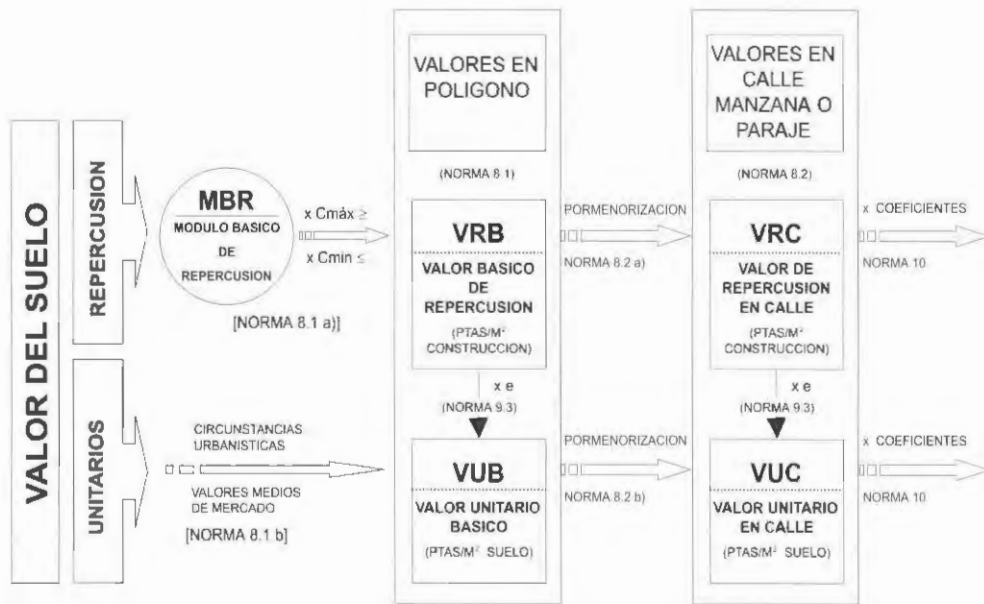 VALOR DEL SUELO
REPERCUSION
UNITARIOS
MBR
MODULO BASICO
DE
REPERCUSION
[NORMA 8.1 a)]
x Cmáx ≥
x Cmin ≤
CIRCUNSTANCIAS
URBANISTICAS
VALORES MEDIOS
DE MERCADO
[NORMA 8.1 b]
VALORES EN
POLIGONO
(NORMA 8.1)
VRB
VALOR BASICO
DE
REPERCUSION
(PTAS/M²
CONSTRUCCION)
x e
(NORMA 9.3)
VUB
VALOR UNITARIO
BASICO
(PTAS/M² SUELO)
PORMENORIZACION
NORMA 8.2 a)
PORMENORIZACION
NORMA 8.2 b)
VALORES EN
CALLE
MANZANA O
PARAJE
(NORMA 8.2)
VRC
VALOR DE
REPERCUSION
EN CALLE
(PTAS/M²
CONSTRUCCION)
x e
(NORMA 9.3)
VUC
VALOR UNITARIO
EN CALLE
(PTAS/M² SUELO)
x COEFICIENTES
NORMA 10
x COEFICIENTES
NORMA 10